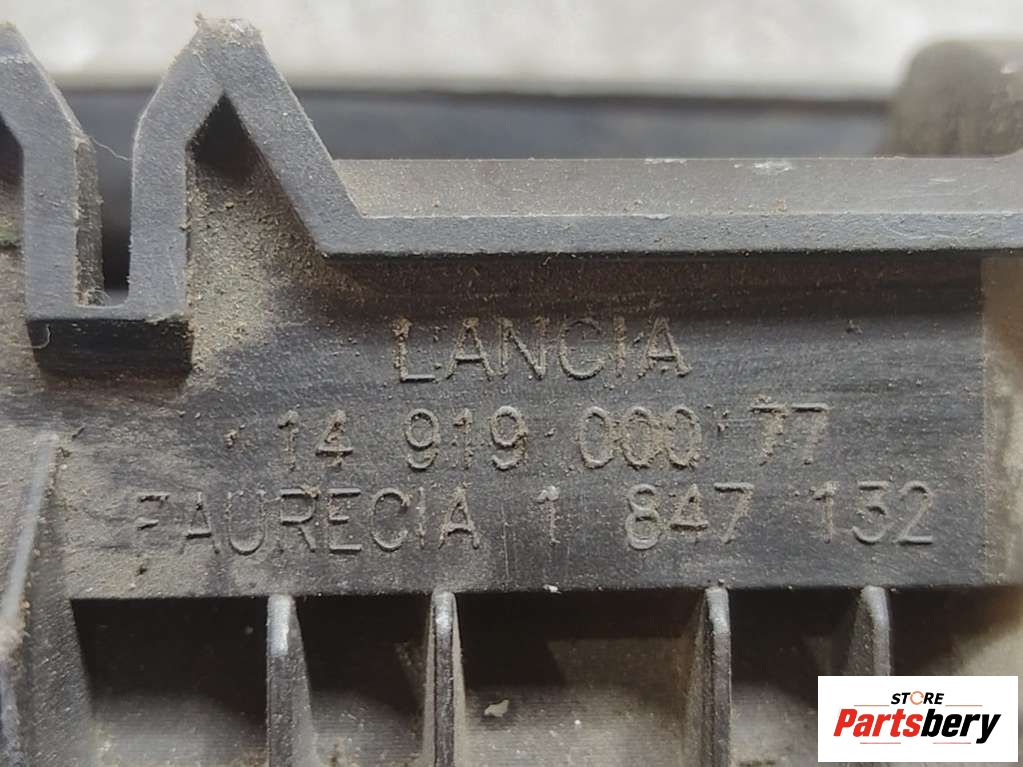 LANCIA
14 919 000 77
FAURECIA 1 847 132
STORE
Partsbery